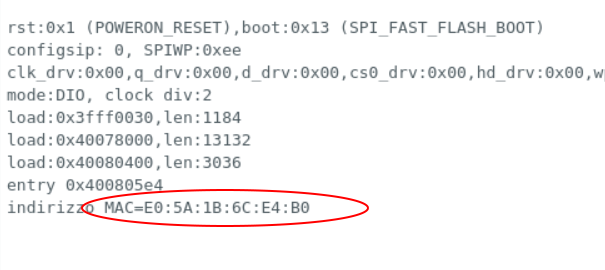 rst:0x1 (POWERON_RESET),boot:0x13 (SPI_FAST_FLASH_BOOT)
configsip: 0, SPIWP:0xee
clk_drv:0x00,q_drv:0x00,d_drv:0x00,cs0_drv:0x00,hd_drv:0x00,w
mode:DIO, clock div:2
load:0x3fff0030,len:1184
load:0x40078000,len:13132
load:0x40080400,len:3036
entry 0x400805e4
indirizzo MAC=E0:5A:1B:6C:E4:B0